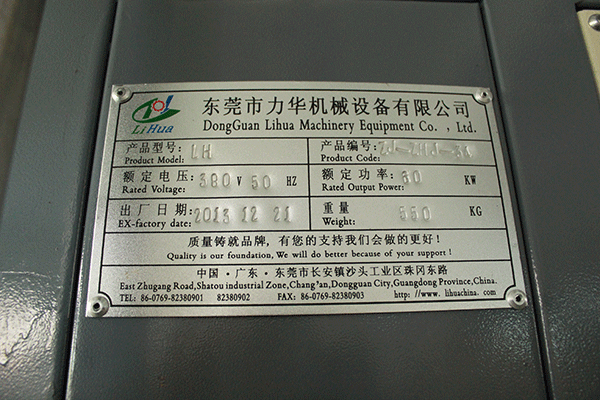 LiHua
东莞市力华机械设备有限公司
DongGuan Lihua Machinery Equipment Co. , Ltd.
产品型号: LH 产品编号:
Product Model: Product Code:
额定电压: 380 V 50 HZ 额定功率: 60 KW
Rated Voltage: Rated Output Power:
出厂日期: 2013 12 21 重量 550 KG
EX-factory date: Weight:
质量铸就品牌,有您的支持我们会做的更好!
Quality is our foundation, We will do better because of your support!
中国·广东·东莞市长安镇沙头工业区珠冈东路
East Zhugang Road,Shatou industrial Zone,Chang'an,Dongguan City,Guangdong Province,China.
TEL: 86-0769-82380901 82380902 FAX: 86-0769-82380903 http: //www. lihuachina. com